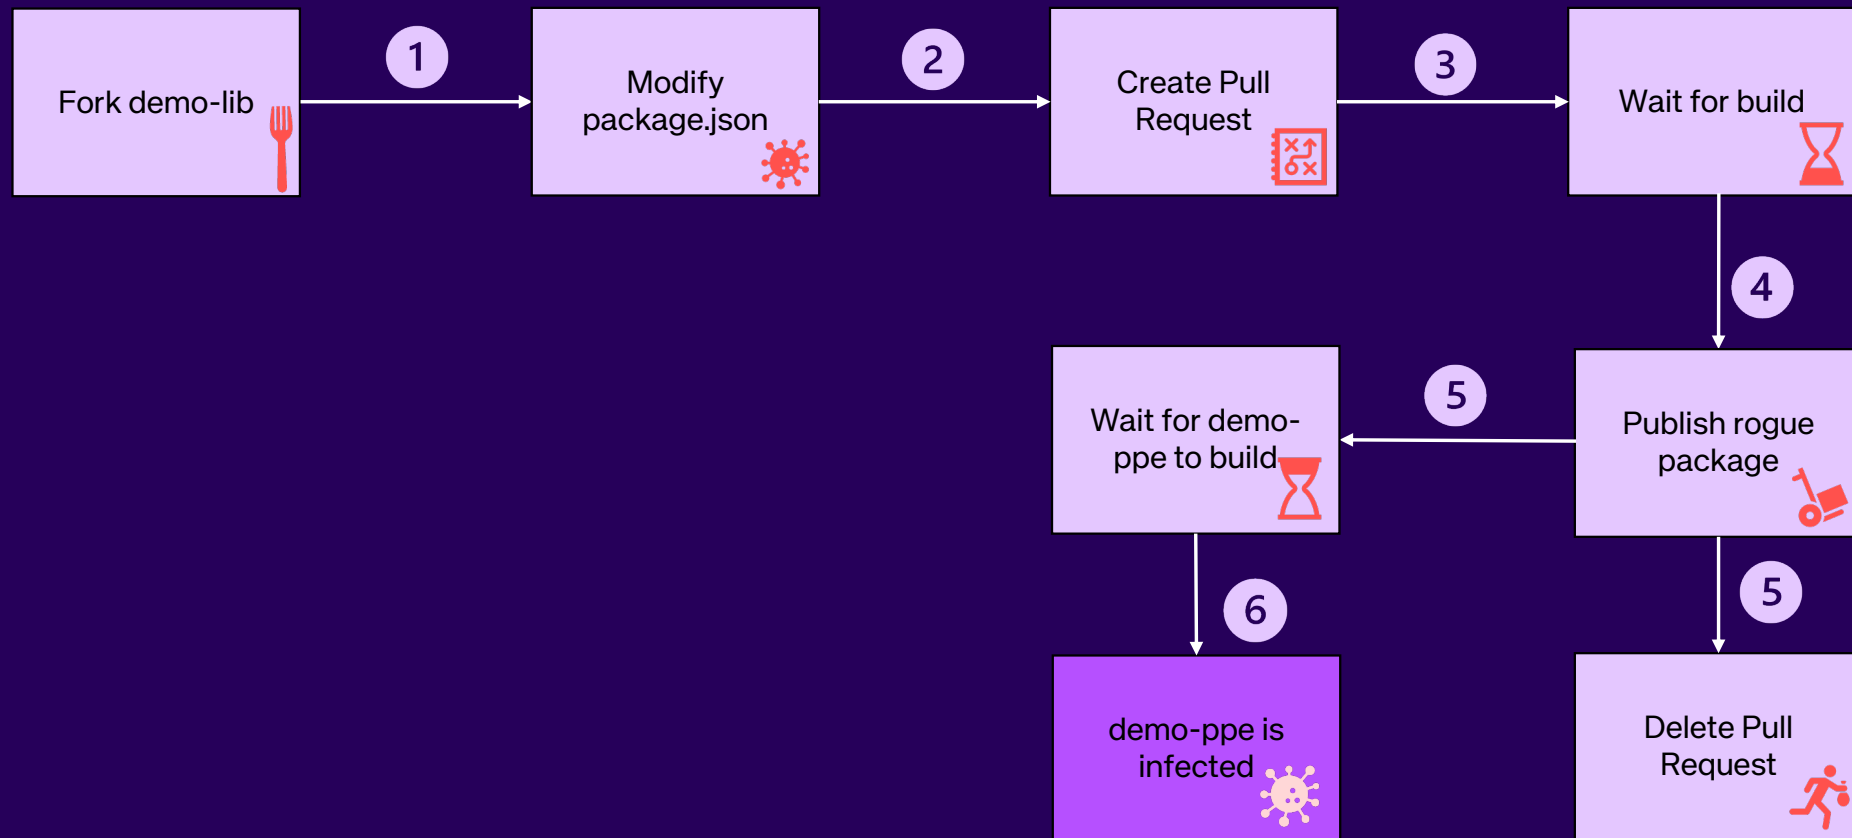 Fork demo-lib
1
Modify
package.json
2
Create Pull
Request
3
Wait for build
4
Publish rogue
package
5
Wait for demo-
ppe to build
5
Delete Pull
Request
6
demo-ppe is
infected